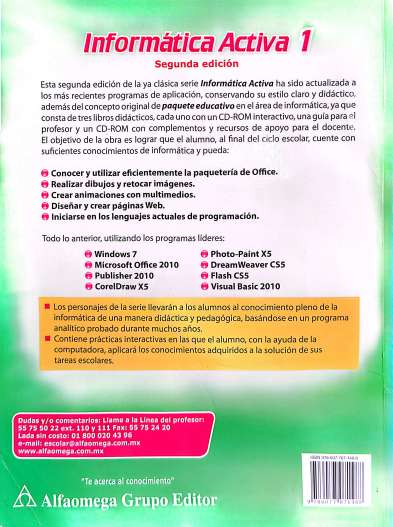 Informática Activa 1
Segunda edición
Esta segunda edición de la ya clásica serie Informática Activa ha sido actualizada a
los más recientes programas de aplicación, conservando su estilo claro y didáctico,
además del concepto original de paquete educativo en el área de informática, ya que
consta de tres libros didácticos, cada uno con un CD-ROM interactivo, una guía para el
profesor y un CD-ROM con complementos y recursos de apoyo para el docente.
El objetivo de la obra es lograr que el alumno, al final del ciclo escolar, cuente con
suficientes conocimientos de informática y pueda:
Conocer y utilizar eficientemente la paquetería de Office.
Realizar dibujos y retocar imágenes.
Crear animaciones con multimedios.
Diseñar y crear páginas Web.
Iniciarse en los lenguajes actuales de programación.
Todo lo anterior, utilizando los programas líderes:
Windows 7
Microsoft Office 2010
Publisher 2010
CorelDraw X5
Photo-Paint X5
DreamWeaver CS5
Flash CS5
Visual Basic 2010
Los personajes de la serie llevarán a los alumnos al conocimiento pleno de la
informática de una manera didáctica y pedagógica, basándose en un programa
analítico probado durante muchos años.
Contiene prácticas interactivas en las que el alumno, con la ayuda de la
computadora, aplicará los conocimientos adquiridos a la solución de sus
tareas escolares.
Dudas y/o comentarios: Llame a la Línea del profesor:
55 75 50 22 ext. 110 y 111 Fax: 55 75 24 20
Lada sin costo: 01 800 020 43 96
e-mail: escolar@alfaomega.com.mx
www.alfaomega.com.mx
"Te acerca al conocimiento"
Alfaomega Grupo Editor